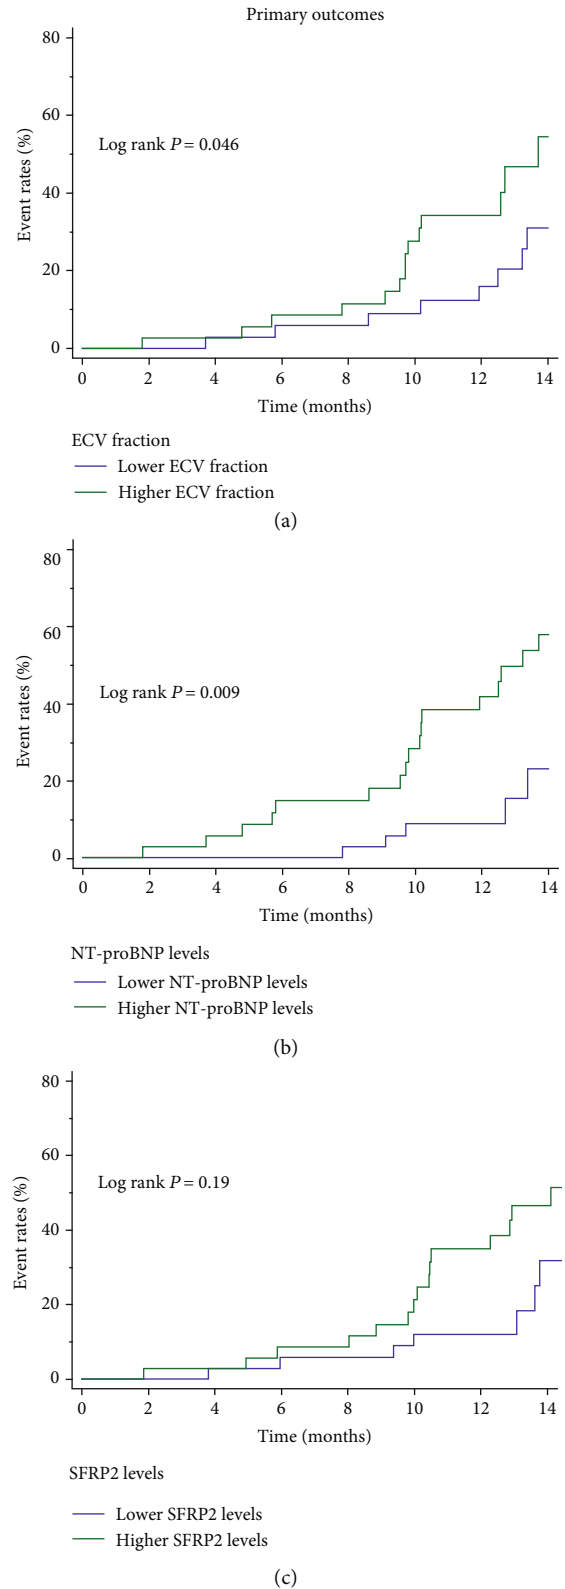 Primary outcomes
80
60
40
20
0
Event rates (%)
Log rank P = 0.046
0 2 4 6 8 10 12 14
Time (months)
ECV fraction
Lower ECV fraction
Higher ECV fraction
(a)
80
60
40
20
0
Event rates (%)
Log rank P = 0.009
0 2 4 6 8 10 12 14
Time (months)
NT-proBNP levels
Lower NT-proBNP levels
Higher NT-proBNP levels
(b)
80
60
40
20
0
Event rates (%)
Log rank P = 0.19
0 2 4 6 8 10 12 14
Time (months)
SFRP2 levels
Lower SFRP2 levels
Higher SFRP2 levels
(c)